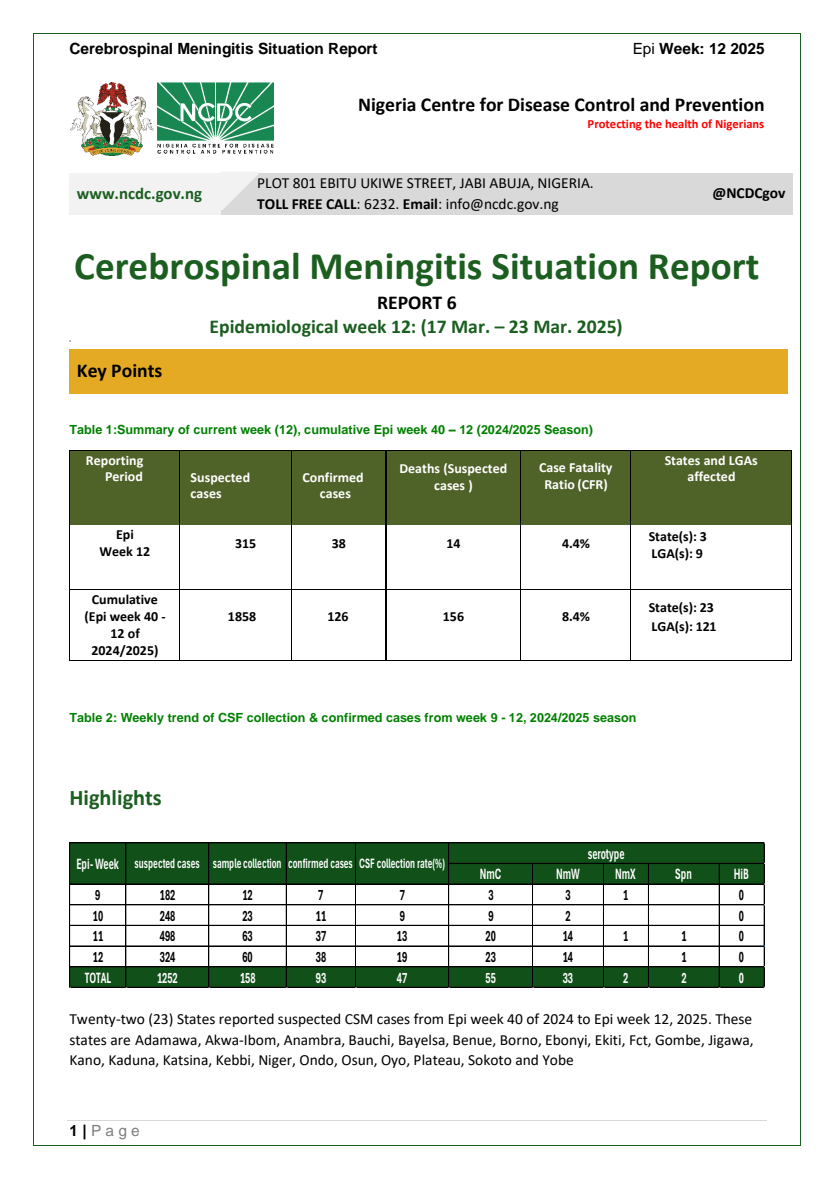 Cerebrospinal Meningitis Situation Report Epi Week: 12 2025
NCDC
NIGERIA CENTRE FOR DISEASE
CONTROL AND PREVENTION
Nigeria Centre for Disease Control and Prevention
Protecting the health of Nigerians
www.ncdc.gov.ng
PLOT 801 EBITU UKIWE STREET, JABI ABUJA, NIGERIA.
TOLL FREE CALL: 6232. Email: info@ncdc.gov.ng
@NCDCgov
Cerebrospinal Meningitis Situation Report
REPORT 6
Epidemiological week 12: (17 Mar. – 23 Mar. 2025)
Key Points
Table 1:Summary of current week (12), cumulative Epi week 40 – 12 (2024/2025 Season)
Reporting
Period
Suspected
cases
Confirmed
cases
Deaths (Suspected
cases )
Case Fatality
Ratio (CFR)
States and LGAs
affected
Epi
Week 12
315 38 14 4.4%
State(s): 3
LGA(s): 9
Cumulative
(Epi week 40 -
12 of
2024/2025)
1858 126 156 8.4%
State(s): 23
LGA(s): 121
Table 2: Weekly trend of CSF collection & confirmed cases from week 9 - 12, 2024/2025 season
Highlights
Epi- Week suspected cases sample collection confirmed cases CSF collection rate(%) serotype
NmC NmW NmX Spn HiB
9 182 12 7 7 3 3 1 0
10 248 23 11 9 9 2 0
11 498 63 37 13 20 14 1 1 0
12 324 60 38 19 23 14 1 0
TOTAL 1252 158 93 47 55 33 2 2 0
Twenty-two (23) States reported suspected CSM cases from Epi week 40 of 2024 to Epi week 12, 2025. These
states are Adamawa, Akwa-Ibom, Anambra, Bauchi, Bayelsa, Benue, Borno, Ebonyi, Ekiti, Fct, Gombe, Jigawa,
Kano, Kaduna, Katsina, Kebbi, Niger, Ondo, Osun, Oyo, Plateau, Sokoto and Yobe
1 | Page